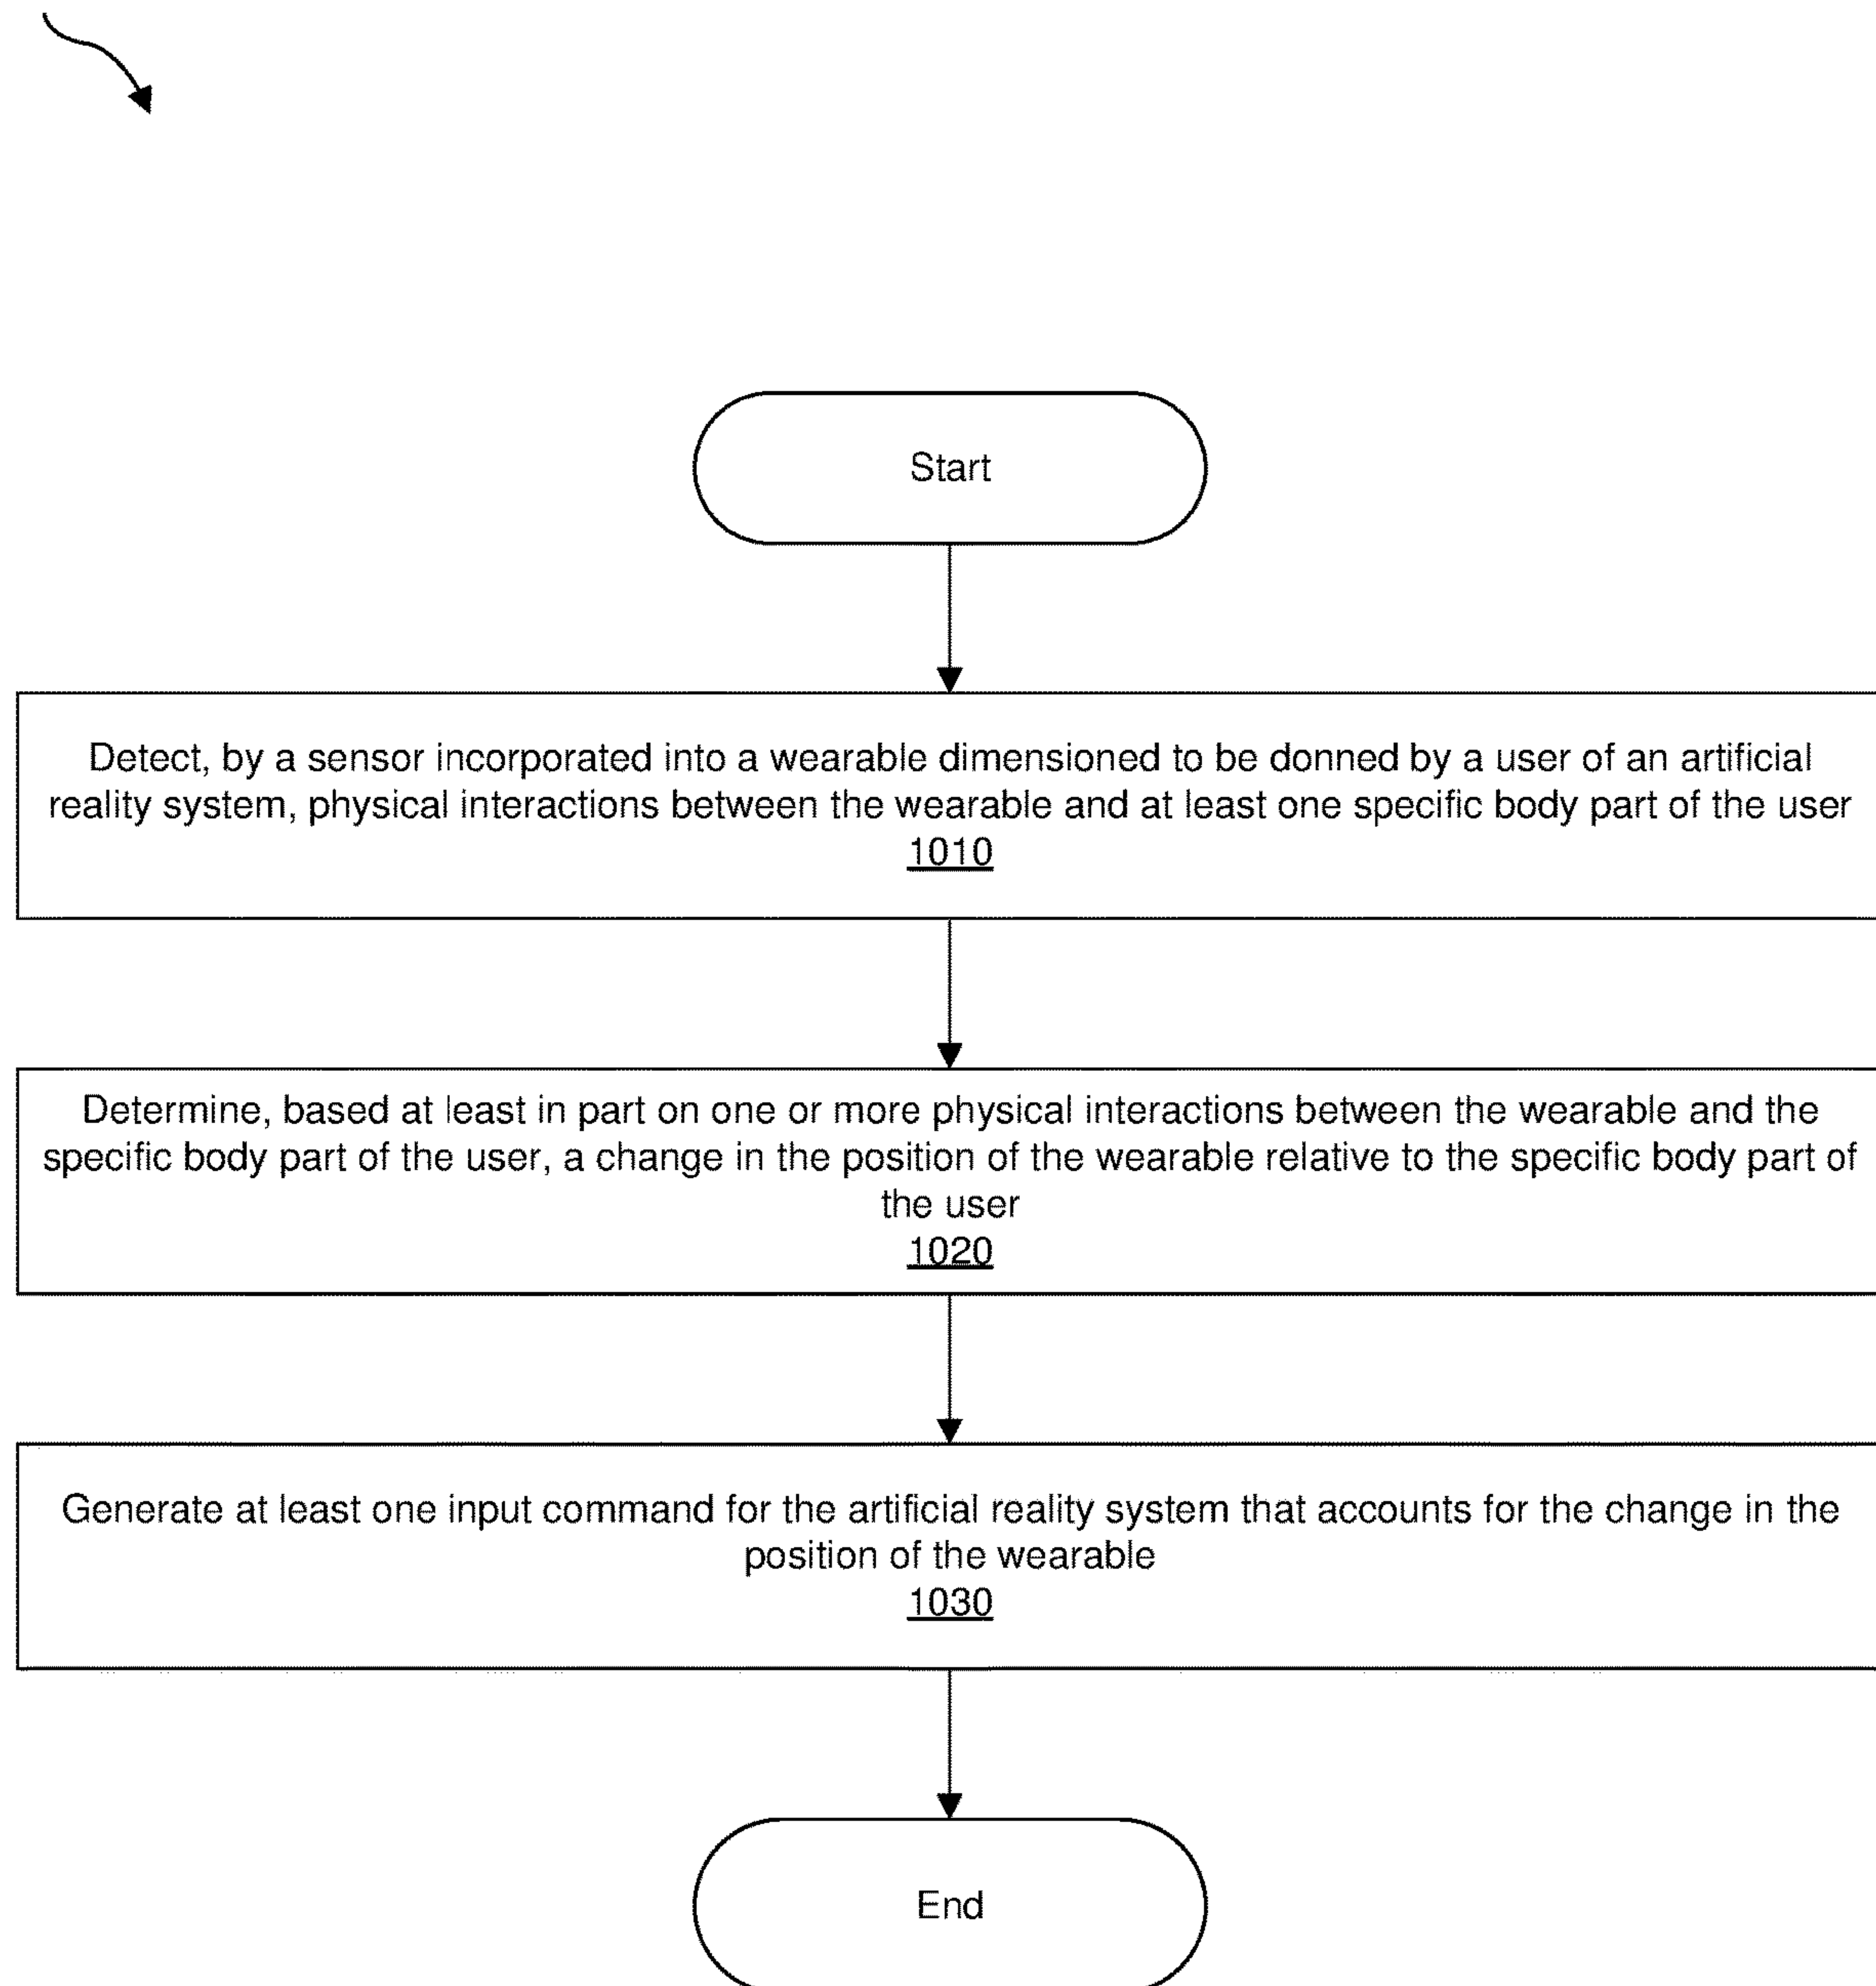 Start
Detect, by a sensor incorporated into a wearable dimensioned to be donned by a user of an artificial
reality system, physical interactions between the wearable and at least one specific body part of the user
1010
Determine, based at least in part on one or more physical interactions between the wearable and the
specific body part of the user, a change in the position of the wearable relative to the specific body part of
the user
1020
Generate at least one input command for the artificial reality system that accounts for the change in the
position of the wearable
1030
End